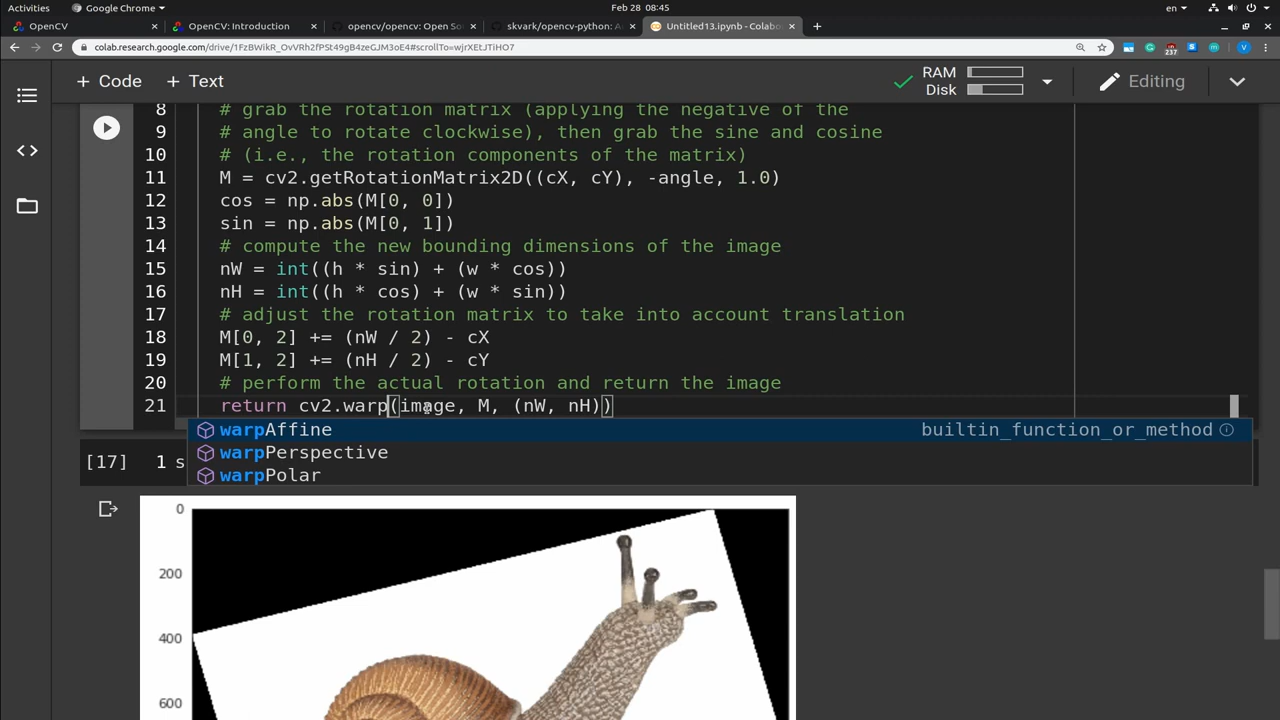 Activities
Google Chrome
Feb 28 08:45
en
OpenCV
OpenCV: Introduction
opencv/opencv: Open So
skvark/opencv-python: A
Untitled13.ipynb - Colabo
colab.research.google.com/drive/1FzBWikR_OvVRh2fPSt49gB4zeGJM3oE4#scrollTo=wjrXEtJTiHO7
237
V
+ Code
+ Text
RAM
Disk
Editing
8 # grab the rotation matrix (applying the negative of the
9 # angle to rotate clockwise), then grab the sine and cosine
10 # (i.e., the rotation components of the matrix)
11 M = cv2.getRotationMatrix2D((cX, cY), -angle, 1.0)
12 cos = np.abs(M[0, 0])
13 sin = np.abs(M[0, 1])
14 # compute the new bounding dimensions of the image
15 nW = int((h * sin) + (w * cos))
16 nH = int((h * cos) + (w * sin))
17 # adjust the rotation matrix to take into account translation
18 M[0, 2] += (nW / 2) - cX
19 M[1, 2] += (nH / 2) - cY
20 # perform the actual rotation and return the image
21 return cv2.warp(image, M, (nW, nH))
warpAffine builtin_function_or_method
warpPerspective
warpPolar
[17] 1 s
0
200
400
600